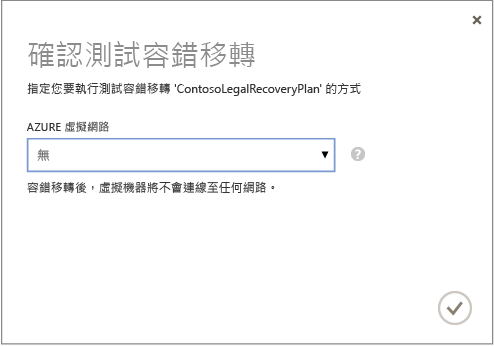 確認測試容錯移轉
指定您要執行測試容錯移轉 'ContosoLegalRecoveryPlan' 的方式
AZURE 虛擬網路
無
容錯移轉後，虛擬機器將不會連線至任何網路。